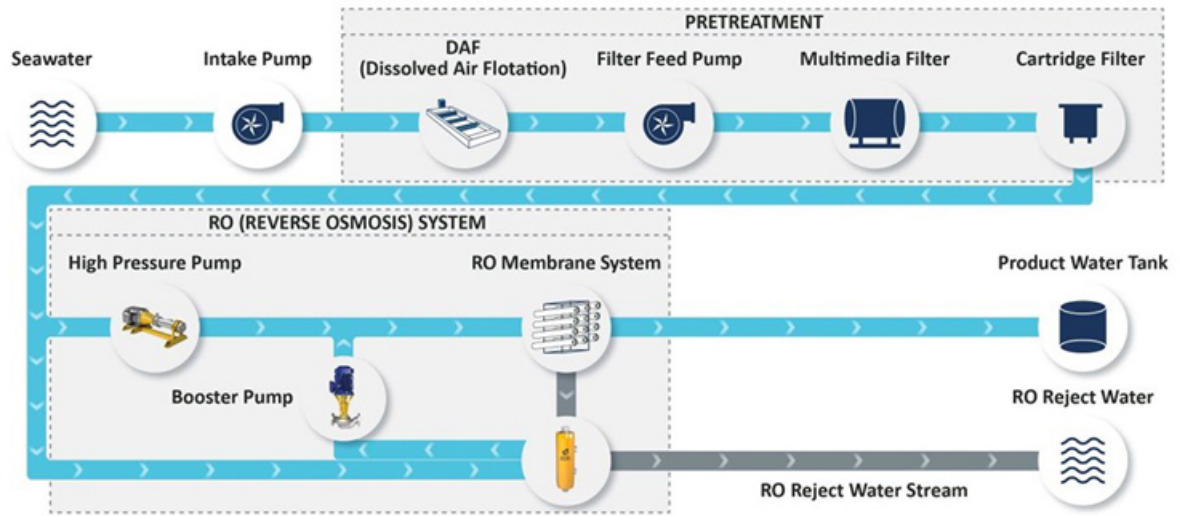 PRETREATMENT
Seawater
Intake Pump
DAF
(Dissolved Air Flotation)
Filter Feed Pump
Multimedia Filter
Cartridge Filter
RO (REVERSE OSMOSIS) SYSTEM
High Pressure Pump
RO Membrane System
Product Water Tank
Booster Pump
RO Reject Water
RO Reject Water Stream